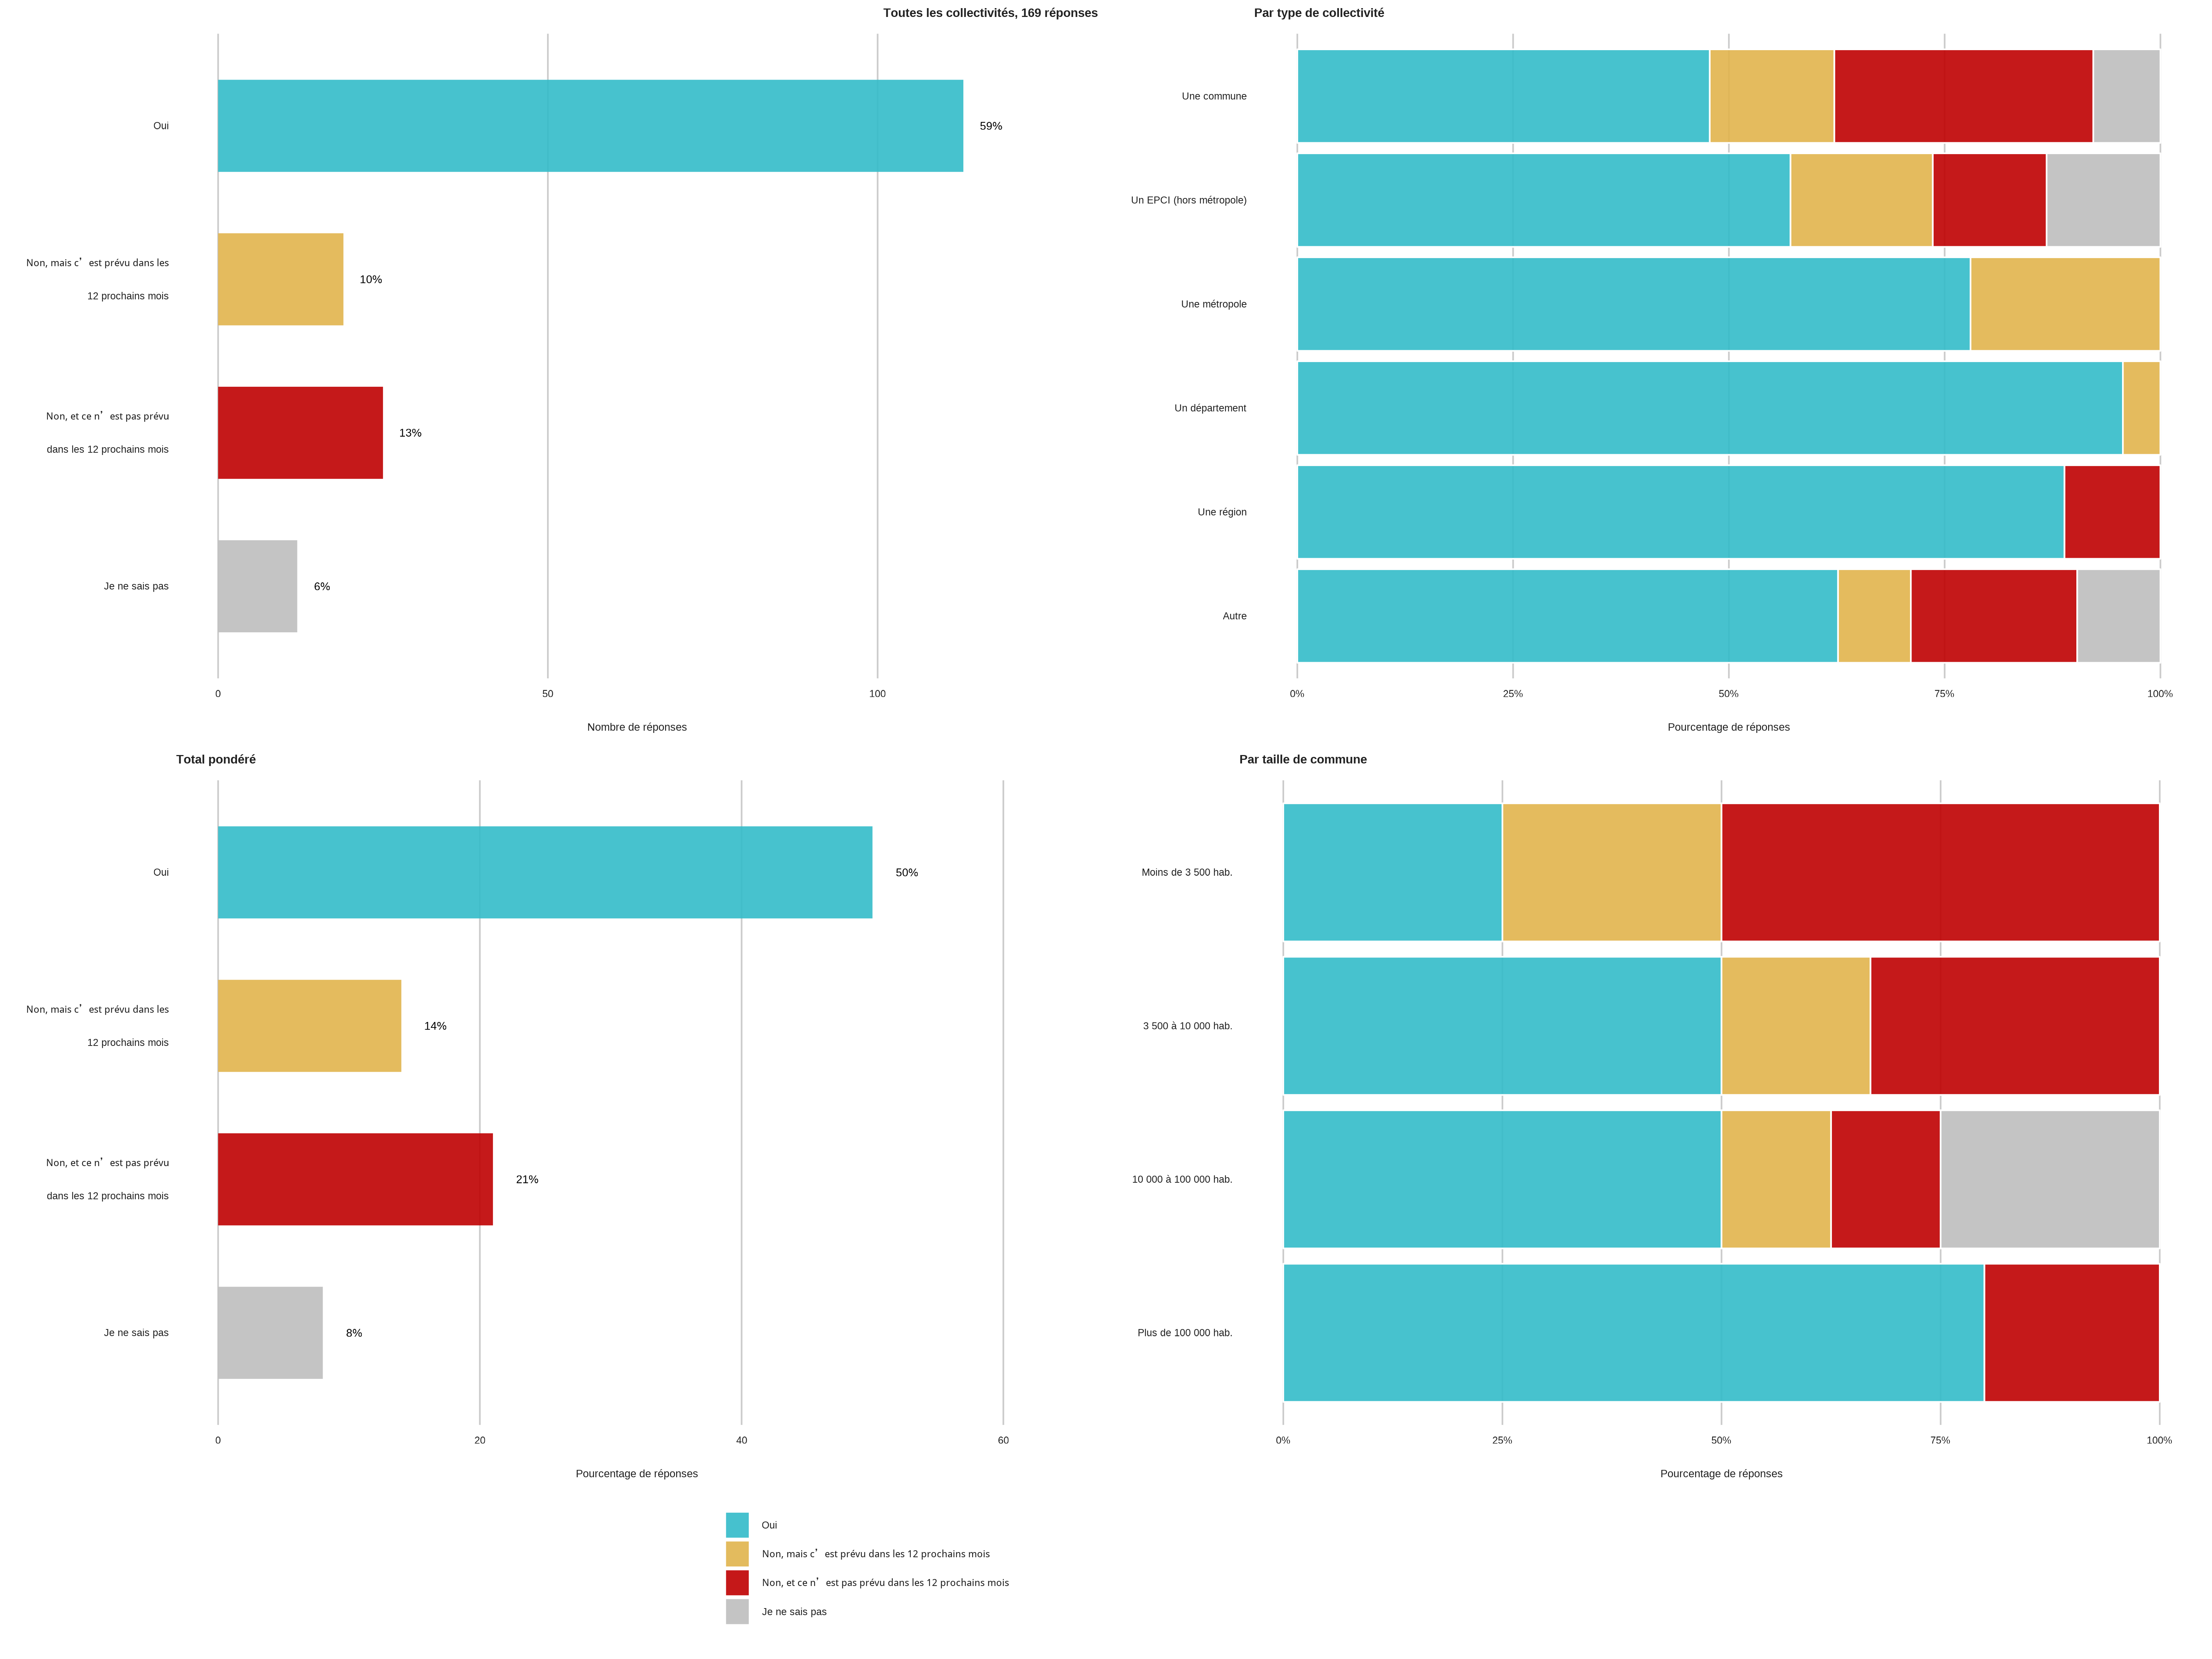 Toutes les collectivités, 169 réponses
Oui
59%
Non, mais c’est prévu dans les
12 prochains mois
10%
Non, et ce n’est pas prévu
dans les 12 prochains mois
13%
Je ne sais pas
6%
0
50
100
Nombre de réponses
Par type de collectivité
Une commune
Un EPCI (hors métropole)
Une métropole
Un département
Une région
Autre
0%
25%
50%
75%
100%
Pourcentage de réponses
Total pondéré
Oui
50%
Non, mais c’est prévu dans les
12 prochains mois
14%
Non, et ce n’est pas prévu
dans les 12 prochains mois
21%
Je ne sais pas
8%
0
20
40
60
Pourcentage de réponses
Par taille de commune
Moins de 3 500 hab.
3 500 à 10 000 hab.
10 000 à 100 000 hab.
Plus de 100 000 hab.
0%
25%
50%
75%
100%
Pourcentage de réponses
Oui
Non, mais c’est prévu dans les 12 prochains mois
Non, et ce n’est pas prévu dans les 12 prochains mois
Je ne sais pas